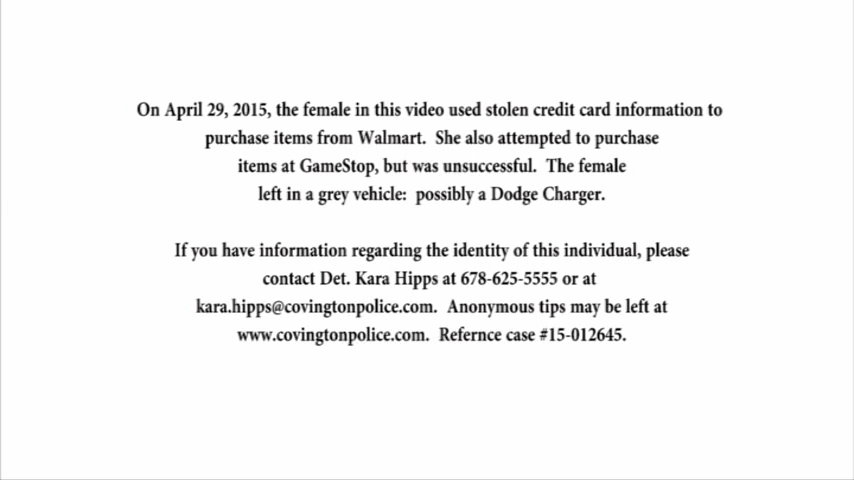 On April 29, 2015, the female in this video used stolen credit card information to
purchase items from Walmart.  She also attempted to purchase
items at GameStop, but was unsuccessful.  The female
left in a grey vehicle:  possibly a Dodge Charger.
If you have information regarding the identity of this individual, please
contact Det. Kara Hipps at 678-625-5555 or at
kara.hipps@covingtonpolice.com.  Anonymous tips may be left at
www.covingtonpolice.com.  Refernce case #15-012645.